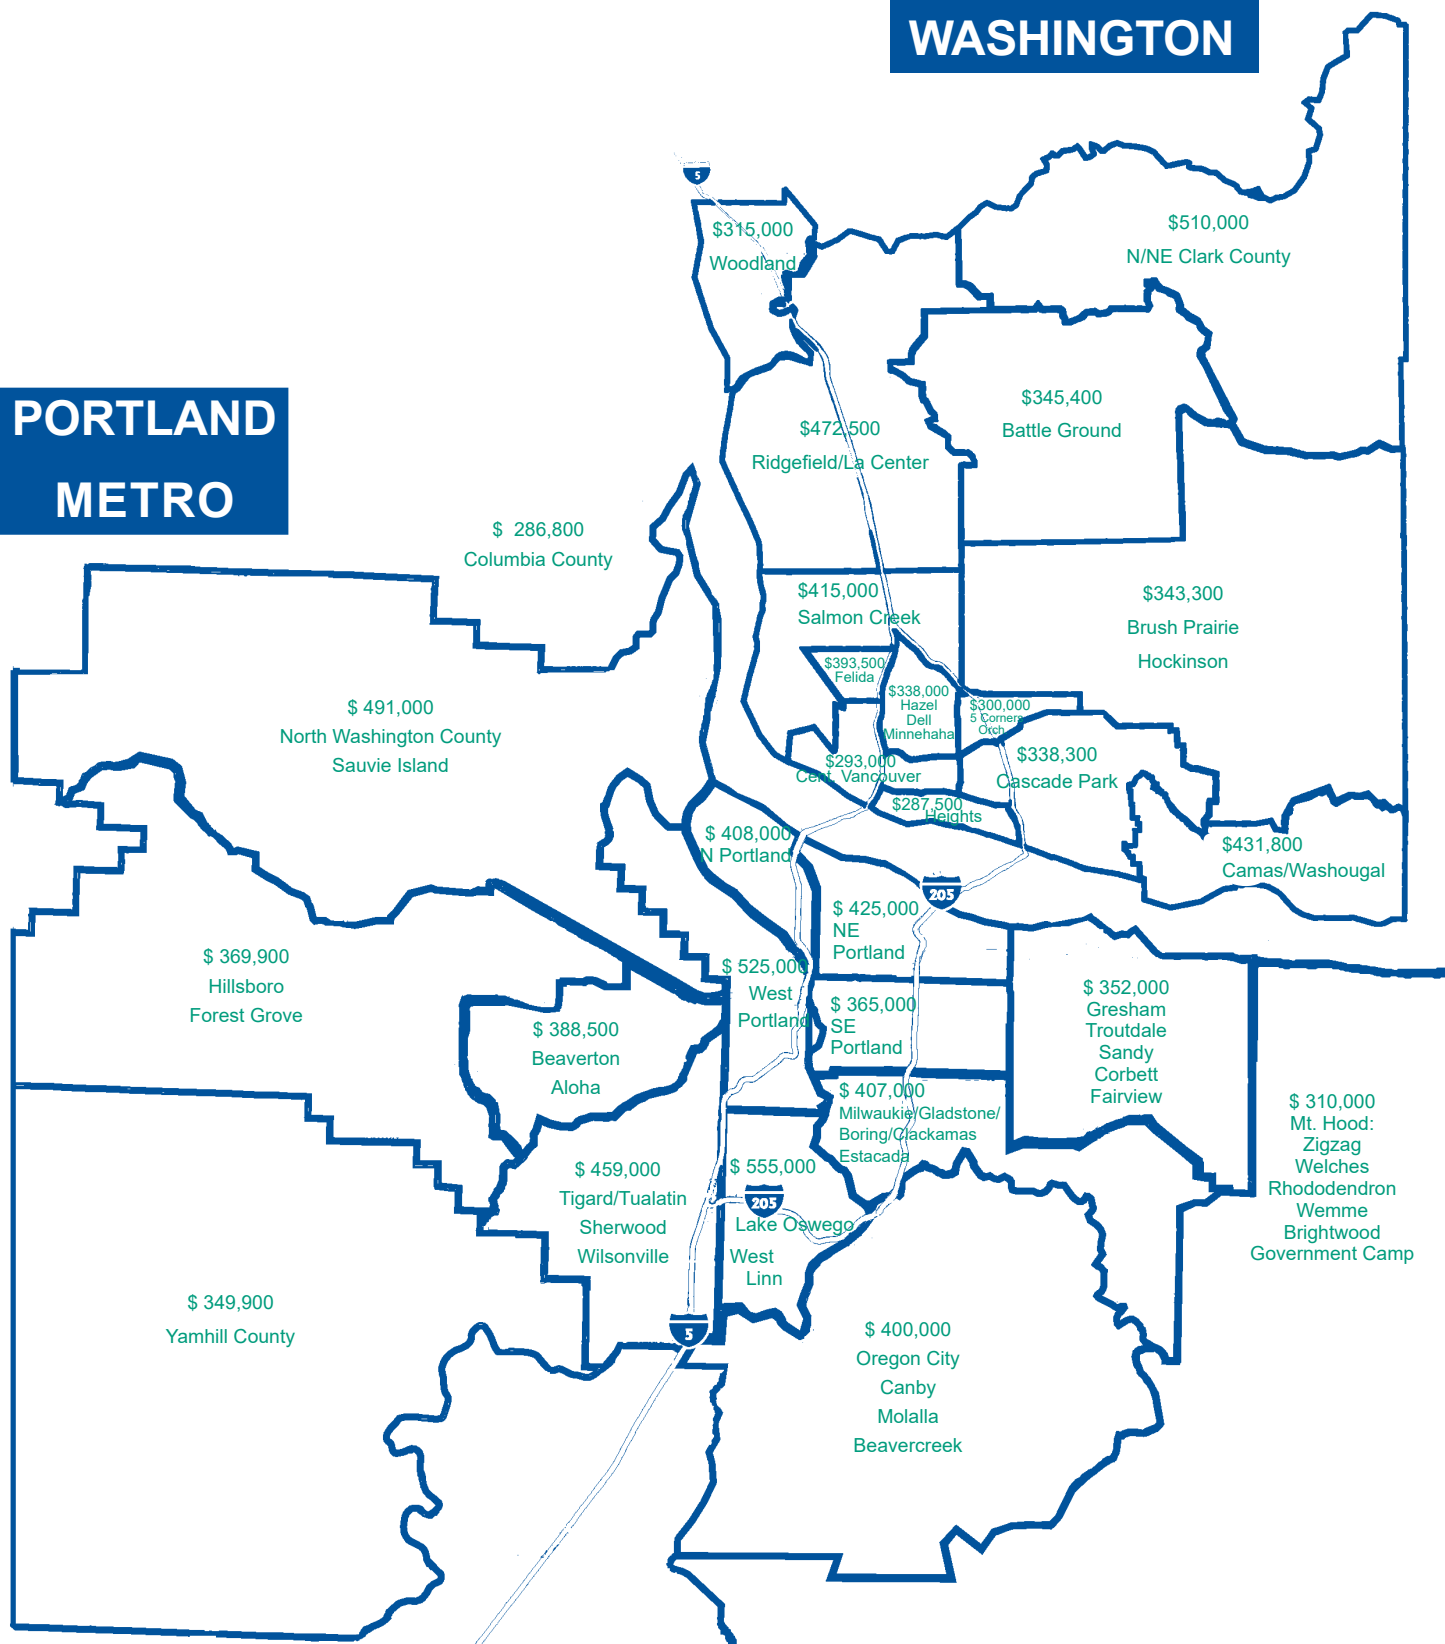 WASHINGTON
5
$315,000
Woodland
$510,000
N/NE Clark County
PORTLAND
METRO
$345,400
Battle Ground
$472,500
Ridgefield/La Center
$ 286,800
Columbia County
$415,000
Salmon Creek
$343,300
Brush Prairie
Hockinson
$393,500
Felida
$338,000
Hazel
Dell
Minnehaha
$300,000
5 Corners
Orch
$ 491,000
North Washington County
Sauvie Island
$293,000
Cent. Vancouver
$338,300
Cascade Park
$287,500
Heights
$ 408,000
N Portland
$431,800
Camas/Washougal
205
$ 425,000
NE
Portland
$ 369,900
Hillsboro
Forest Grove
$ 525,000
West
Portland
$ 365,000
SE
Portland
$ 352,000
Gresham
Troutdale
Sandy
Corbett
Fairview
$ 388,500
Beaverton
Aloha
$ 407,000
Milwaukie/Gladstone/
Boring/Clackamas
Estacada
$ 310,000
Mt. Hood:
Zigzag
Welches
Rhododendron
Wemme
Brightwood
Government Camp
$ 459,000
Tigard/Tualatin
Sherwood
Wilsonville
$ 555,000
205
Lake Oswego
West
Linn
$ 349,900
Yamhill County
5
$ 400,000
Oregon City
Canby
Molalla
Beavercreek